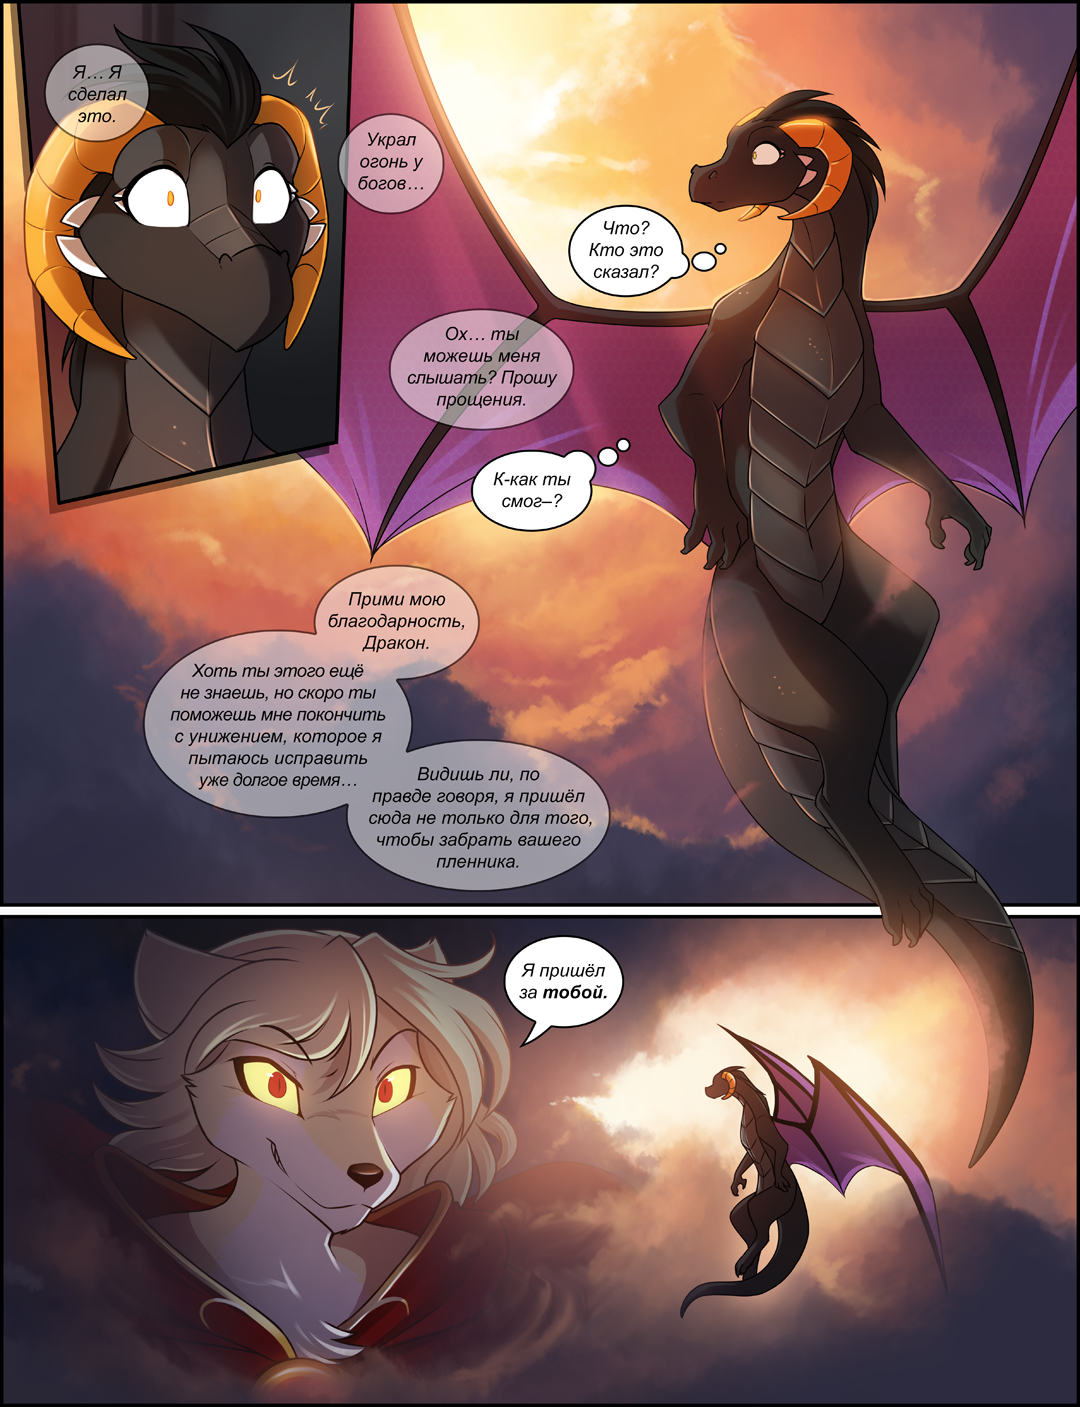 Я… Я
сделал
это.
Украл
огонь у
богов…
Что?
Кто это
сказал?
Ох… ты
можешь меня
слышать? Прошу
прощения.
К-как ты
смог–?
Прими мою
благодарность,
Дракон.
Хоть ты этого ещё
не знаешь, но скоро ты
поможешь мне покончить
с унижением, которое я
пытаюсь исправить
уже долгое время…
Видишь ли, по
правде говоря, я пришёл
сюда не только для того,
чтобы забрать вашего
пленника.
Я пришёл
за тобой.